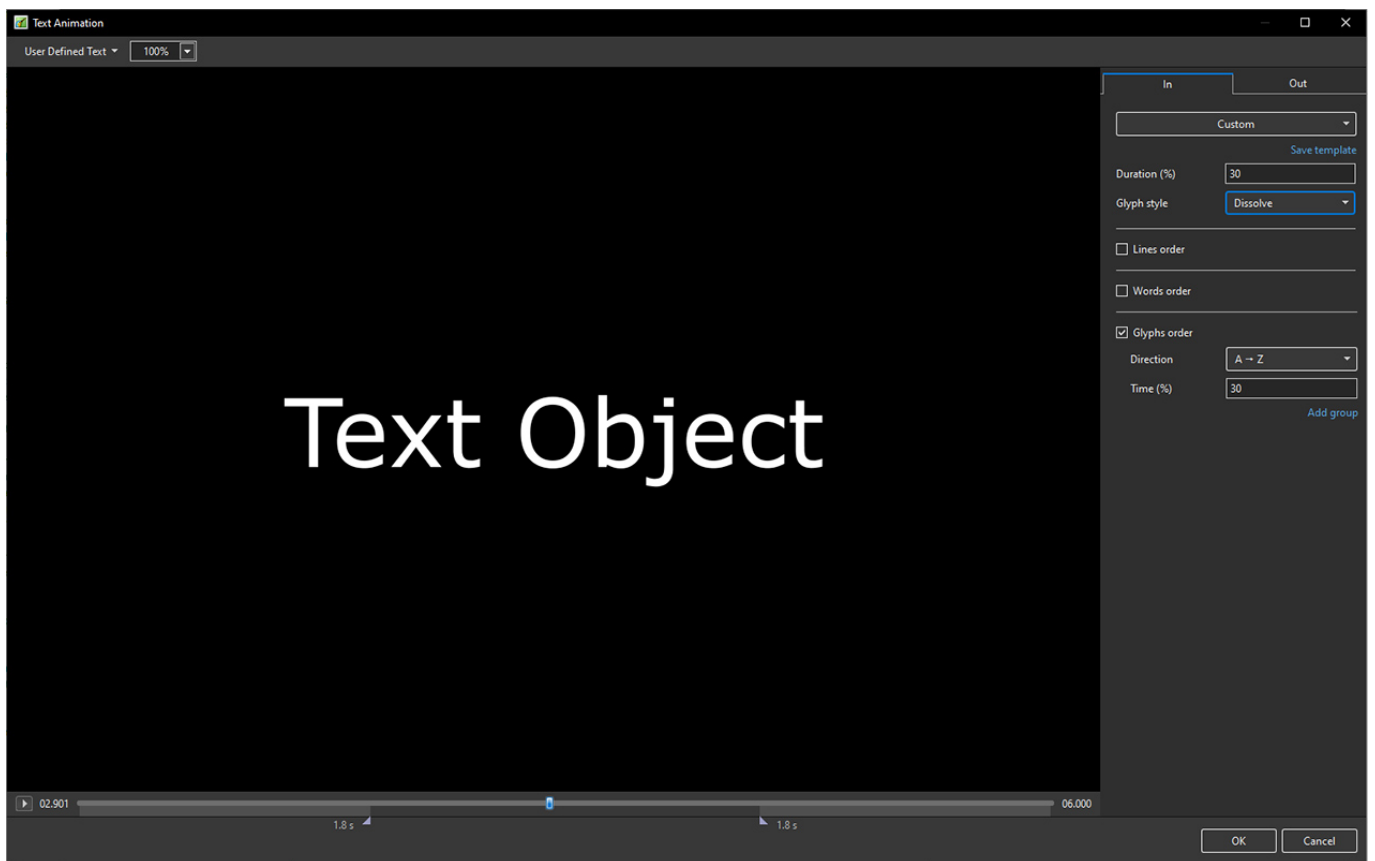 Text Animation
User Defined Text 100%
In Out
Custom
Save template
Duration (%) 30
Glyph style Dissolve
Lines order
Words order
Glyphs order
Direction A → Z
Time (%) 30
Add group
Text Object
02.901 06.000
1.8 s 1.8 s
OK Cancel